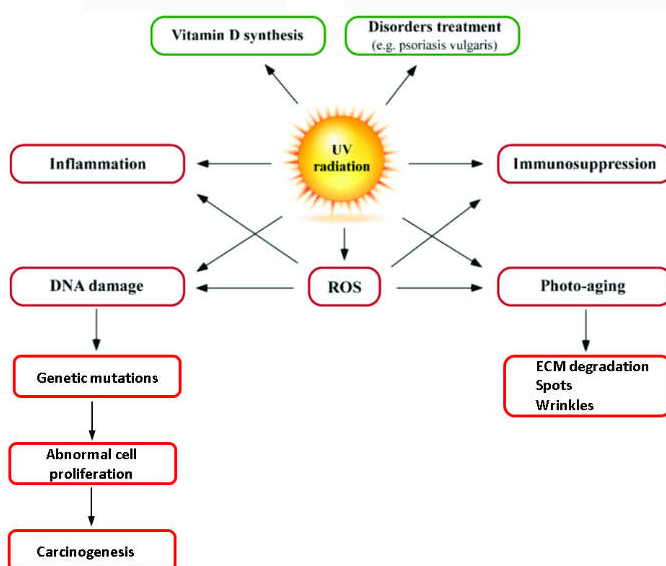 Vitamin D synthesis
Disorders treatment
(e.g. psoriasis vulgaris)
UV
radiation
Inflammation
Immunosuppression
DNA damage
ROS
Photo-aging
Genetic mutations
ECM degradation
Spots
Wrinkles
Abnormal cell
proliferation
Carcinogenesis